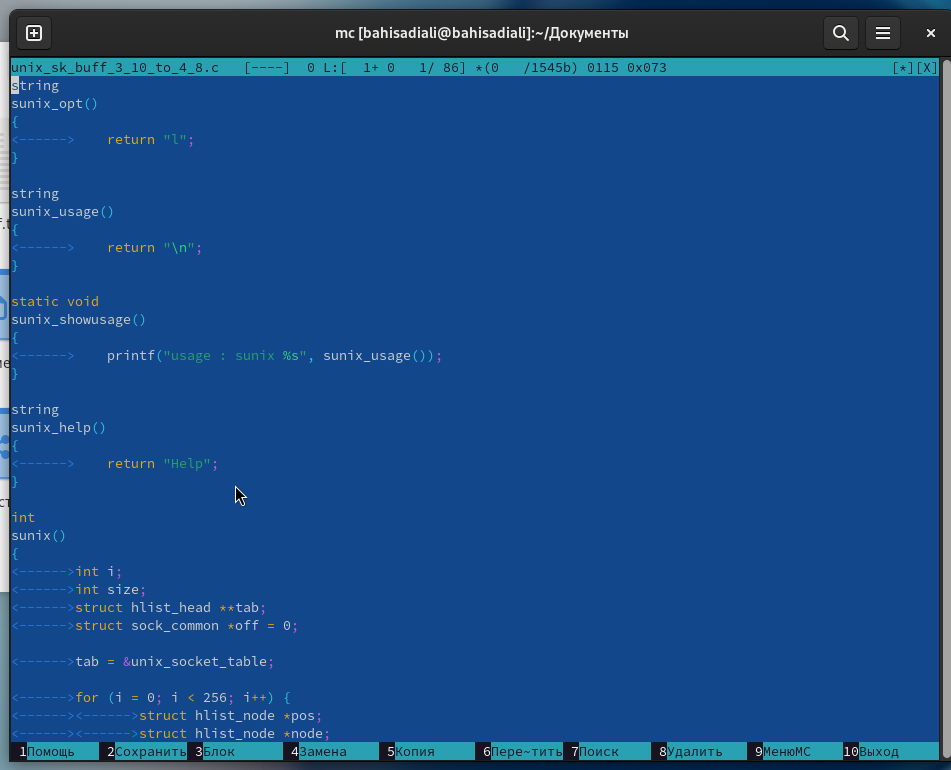 mc [bahisadiali@bahisadiali]:~/Документы
unix_sk_buff_3_10_to_4_8.c   [----]  0 L:[  1+ 0   1/ 86] *(0   /1545b) 0115 0x073                            [*][X]
string
sunix_opt()
{
<------>    return "l";
}

string
sunix_usage()
{
<------>    return "\n";
}

static void
sunix_showusage()
{
<------>    printf("usage : sunix %s", sunix_usage());
}

string
sunix_help()
{
<------>    return "Help";
}

int
sunix()
{
<------>int i;
<------>int size;
<------>struct hlist_head **tab;
<------>struct sock_common *off = 0;

<------>tab = &unix_socket_table;

<------>for (i = 0; i < 256; i++) {
<------><------>struct hlist_node *pos;
<------><------>struct hlist_node *node;
1Помощь 2Сохранить 3Блок 4Замена 5Копия 6Пере~тить 7Поиск 8Удалить 9МенюМС 10Выход